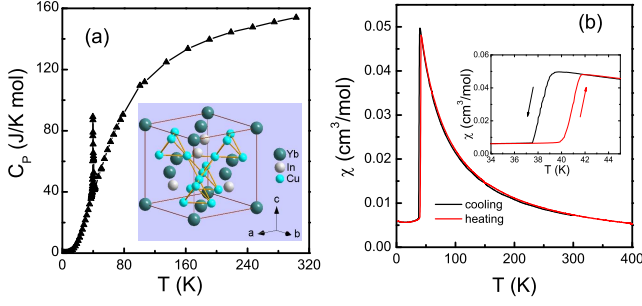 (a)
C_P (J/K mol)
160
120
80
40
0
0 80 160 240 320
T (K)
Yb
In
Cu
c
a b
(b)
χ (cm³/mol)
0.05
0.04
0.03
0.02
0.01
0.00
0 100 200 300 400
T (K)
cooling
heating
χ (cm³/mol)
0.06
0.04
0.02
0.00
34 36 38 40 42 44
T (K)